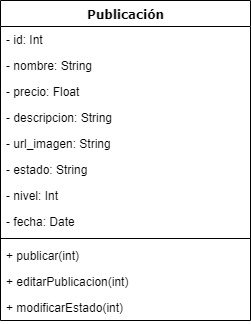 Publicación
- id: Int
- nombre: String
- precio: Float
- descripcion: String
- url_imagen: String
- estado: String
- nivel: Int
- fecha: Date
+ publicar(int)
+ editarPublicacion(int)
+ modificarEstado(int)